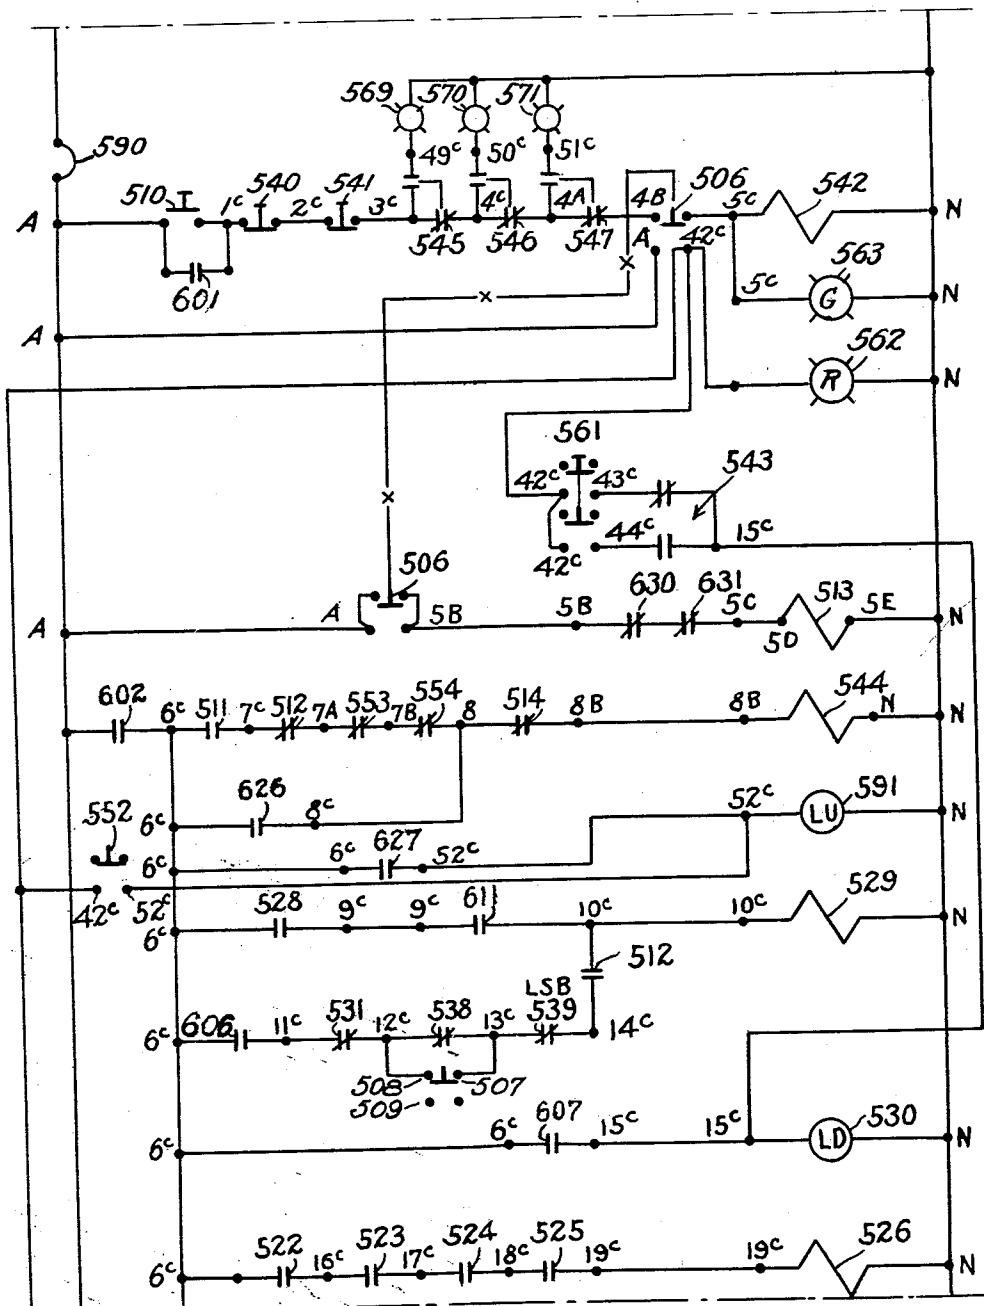 569 570 571
590 49c 50c 51c
510 1c 540 2c 541 3c 4c 4A 4B 506 5c 542
A 545 546 547 A 42c N
601 5c G 563 N
A 562
R N
561
42c 43c 543
44c 15c
42c
506 630 631 513
A A 5B 5B 5C 5D 5E N
602 6c 511 7c 512 7A 553 7B 554 8 514 8B 8B 544 N N
626 8c 52c LU 591 N
552 6c
6c 6c 627 52c
42c 52c 528 9c 9c 611 10c 10c 529 N
6c
512
LSB
606 11c 531 12c 538 13c 539 14c
6c
508 507
509
607
6c 6c 15c 15c LD 530 N
522 523 524 525 526
6c 16c 17c 18c 19c 19c N